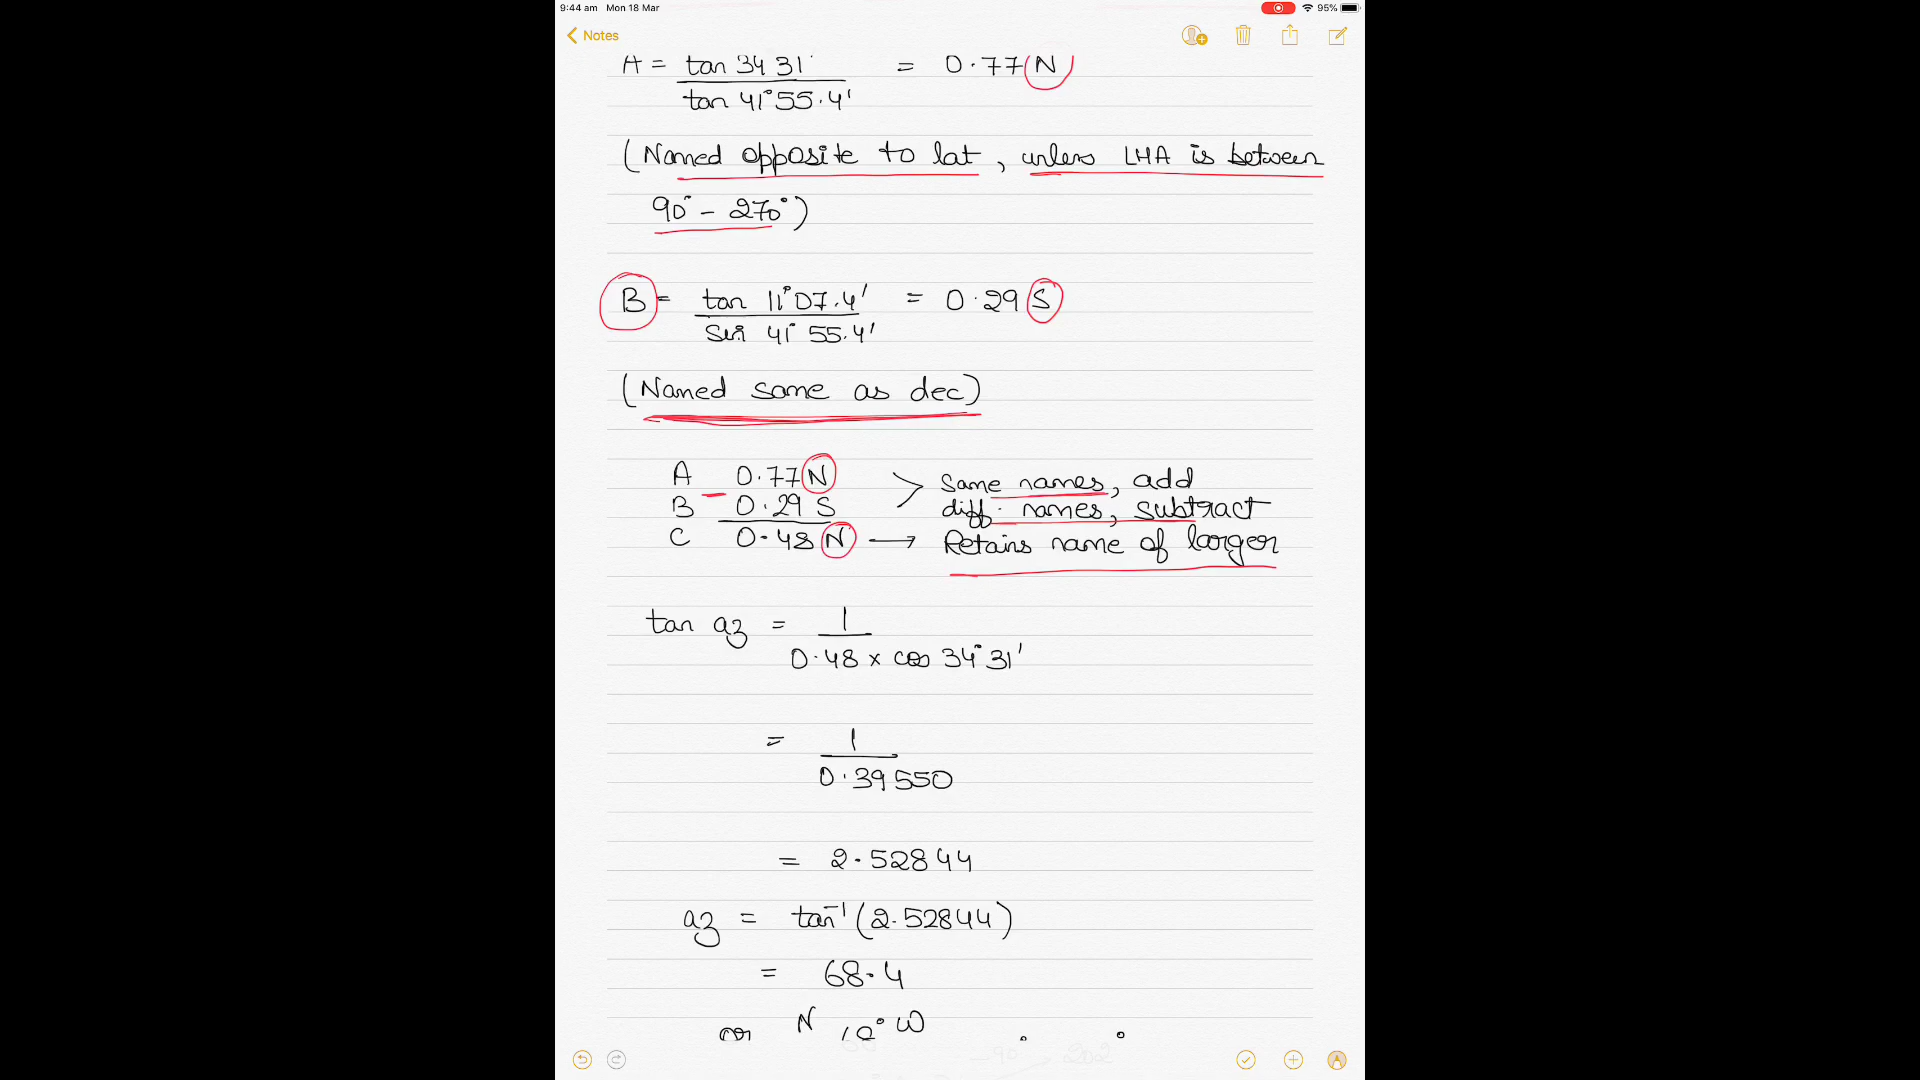 9:44 am Mon 18 Mar
95%
Notes
A = tan 34 31' = 0.77 N
tan 41° 55.4'
(Named opposite to lat, unless LHA is between
90° - 270°)
B = tan 11° 07.4' = 0.29 S
Sin 41° 55.4'
(Named same as dec)
A 0.77 N > Same names, add
B - 0.29 S diff. names, subtract
C 0.48 N → Retains name of larger
tan az = 1
0.48 x cos 34° 31'
= 1
0.39550
= 2.52844
az = tan⁻¹ (2.52844)
= 68.4
or N ° W